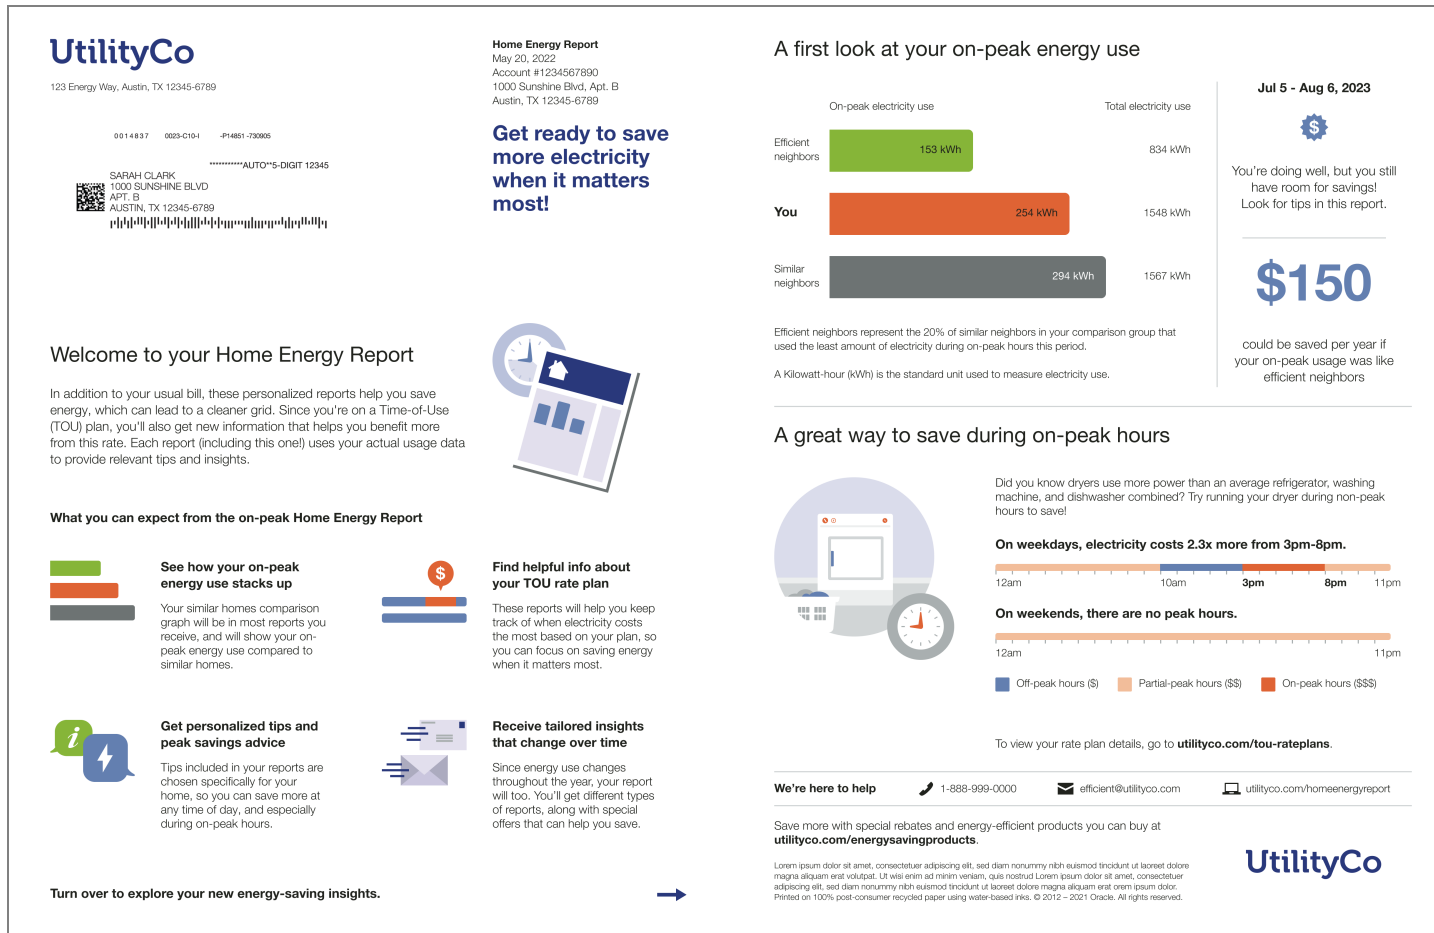 UtilityCo
123 Energy Way, Austin, TX 12345-6789
0 0 1 4 8 3 7 0023-C10-I -P14851 -730905
***********AUTO**5-DIGIT 12345
SARAH CLARK
1000 SUNSHINE BLVD
APT. B
AUSTIN, TX 12345-6789
Home Energy Report
May 20, 2022
Account #1234567890
1000 Sunshine Blvd, Apt. B
Austin, TX 12345-6789
Get ready to save
more electricity
when it matters
most!
Welcome to your Home Energy Report
In addition to your usual bill, these personalized reports help you save
energy, which can lead to a cleaner grid. Since you're on a Time-of-Use
(TOU) plan, you'll also get new information that helps you benefit more
from this rate. Each report (including this one!) uses your actual usage data
to provide relevant tips and insights.
What you can expect from the on-peak Home Energy Report
See how your on-peak
energy use stacks up
Your similar homes comparison
graph will be in most reports you
receive, and will show your on-
peak energy use compared to
similar homes.
$
Find helpful info about
your TOU rate plan
These reports will help you keep
track of when electricity costs
the most based on your plan, so
you can focus on saving energy
when it matters most.
i
Get personalized tips and
peak savings advice
Tips included in your reports are
chosen specifically for your
home, so you can save more at
any time of day, and especially
during on-peak hours.
Receive tailored insights
that change over time
Since energy use changes
throughout the year, your report
will too. You'll get different types
of reports, along with special
offers that can help you save.
Turn over to explore your new energy-saving insights.
A first look at your on-peak energy use
On-peak electricity use Total electricity use
Efficient
neighbors
153 kWh 834 kWh
You 254 kWh 1548 kWh
Similar
neighbors
294 kWh 1567 kWh
Efficient neighbors represent the 20% of similar neighbors in your comparison group that
used the least amount of electricity during on-peak hours this period.
A Kilowatt-hour (kWh) is the standard unit used to measure electricity use.
Jul 5 - Aug 6, 2023
$
You're doing well, but you still
have room for savings!
Look for tips in this report.
$150
could be saved per year if
your on-peak usage was like
efficient neighbors
A great way to save during on-peak hours
Did you know dryers use more power than an average refrigerator, washing
machine, and dishwasher combined? Try running your dryer during non-peak
hours to save!
On weekdays, electricity costs 2.3x more from 3pm-8pm.
12am 10am 3pm 8pm 11pm
On weekends, there are no peak hours.
12am 11pm
Off-peak hours ($) Partial-peak hours ($$) On-peak hours ($$$)
To view your rate plan details, go to utilityco.com/tou-rateplans.
We're here to help 1-888-999-0000 efficient@utilityco.com utilityco.com/homeenergyreport
Save more with special rebates and energy-efficient products you can buy at
utilityco.com/energysavingproducts.
Lorem ipsum dolor sit amet, consectetuer adipiscing elit, sed diam nonummy nibh euismod tincidunt ut laoreet dolore
magna aliquam erat volutpat. Ut wisi enim ad minim veniam, quis nostrud Lorem ipsum dolor sit amet, consectetuer
adipiscing elit, sed diam nonummy nibh euismod tincidunt ut laoreet dolore magna aliquam erat orem ipsum dolor.
Printed on 100% post-consumer recycled paper using water-based inks. © 2012 – 2021 Oracle. All rights reserved.
UtilityCo